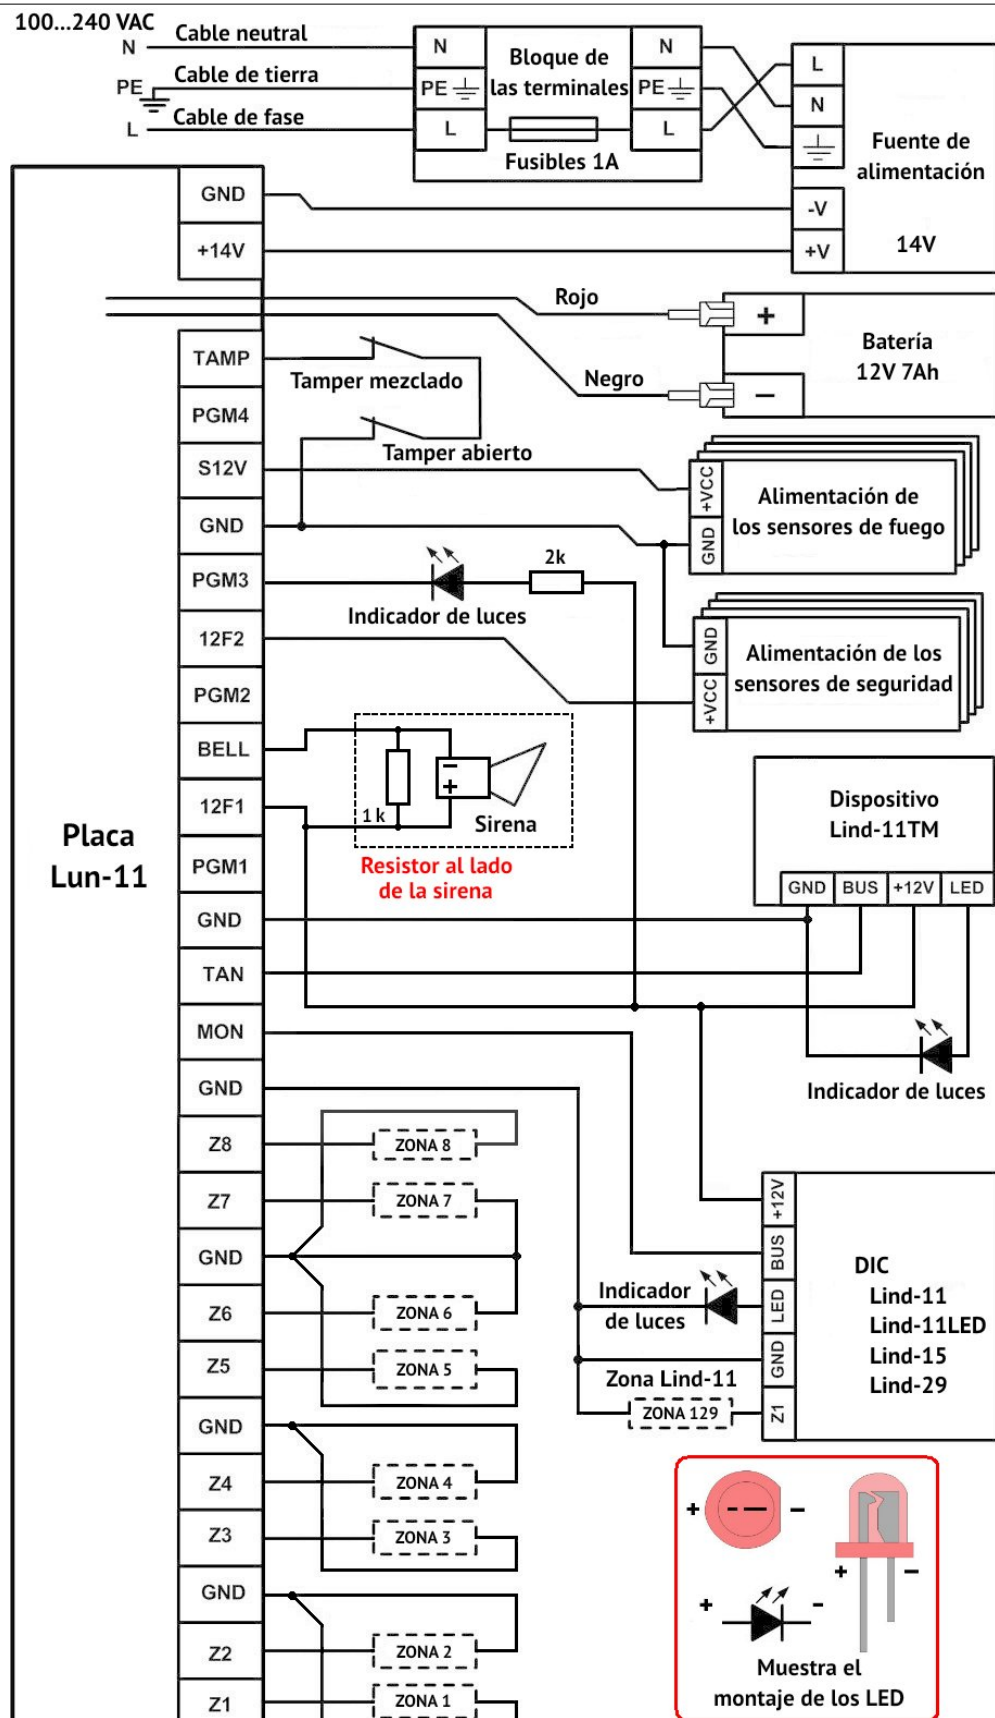 100...240 VAC
N
Cable neutral
PE
Cable de tierra
L
Cable de fase
N
PE
L
Bloque de
las terminales
Fusibles 1A
N
PE
L
L
N
-V
+V
Fuente de
alimentación
14V
Placa
Lun-11
GND
+14V
TAMP
PGM4
S12V
GND
PGM3
12F2
PGM2
BELL
12F1
PGM1
GND
TAN
MON
GND
Z8
Z7
GND
Z6
Z5
GND
Z4
Z3
GND
Z2
Z1
Rojo
Negro
+
−
Batería
12V 7Ah
Tamper mezclado
Tamper abierto
+VCC
GND
Alimentación de
los sensores de fuego
2k
Indicador de luces
GND
+VCC
Alimentación de los
sensores de seguridad
1k
−
+
Sirena
Resistor al lado
de la sirena
Dispositivo
Lind-11TM
GND
BUS
+12V
LED
Indicador de luces
ZONA 8
ZONA 7
ZONA 6
ZONA 5
ZONA 4
ZONA 3
ZONA 2
ZONA 1
+12V
BUS
LED
GND
Z1
DIC
Lind-11
Lind-11LED
Lind-15
Lind-29
Indicador
de luces
Zona Lind-11
ZONA 129
+ −
+ −
+ -
Muestra el
montaje de los LED